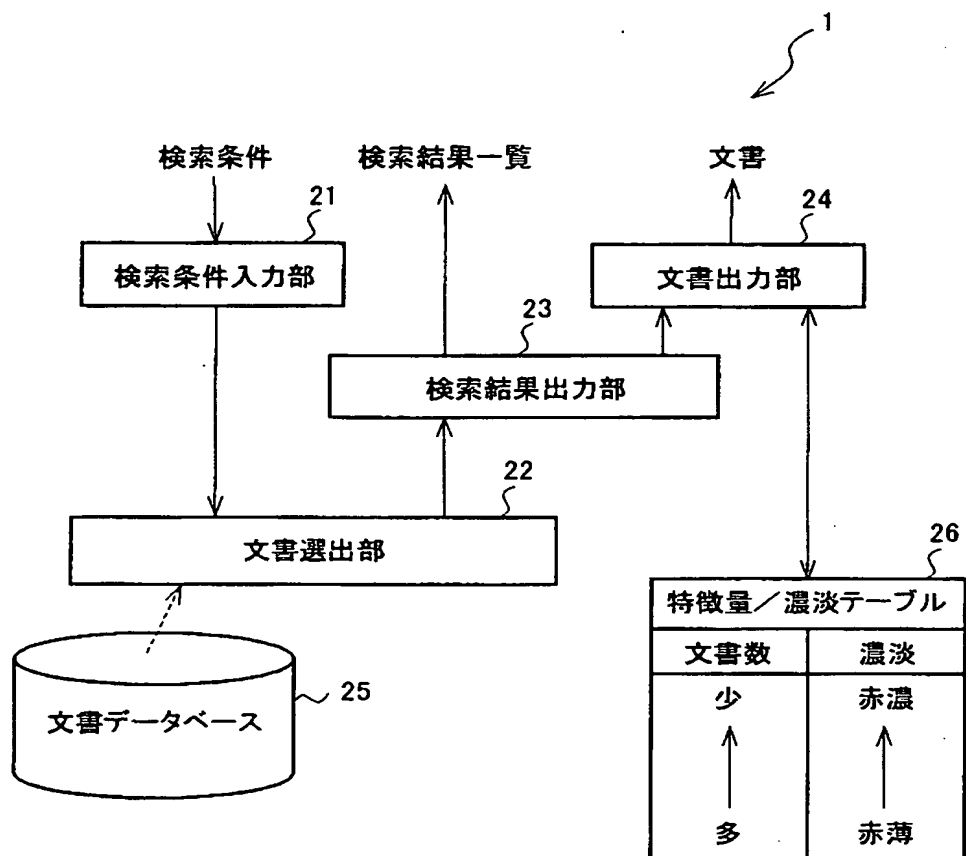 1
検索条件
検索結果一覧
文書
21
検索条件入力部
24
文書出力部
23
検索結果出力部
22
文書選出部
25
文書データベース
26
特徴量／濃淡テーブル
文書数 濃淡
少 赤濃
多 赤薄